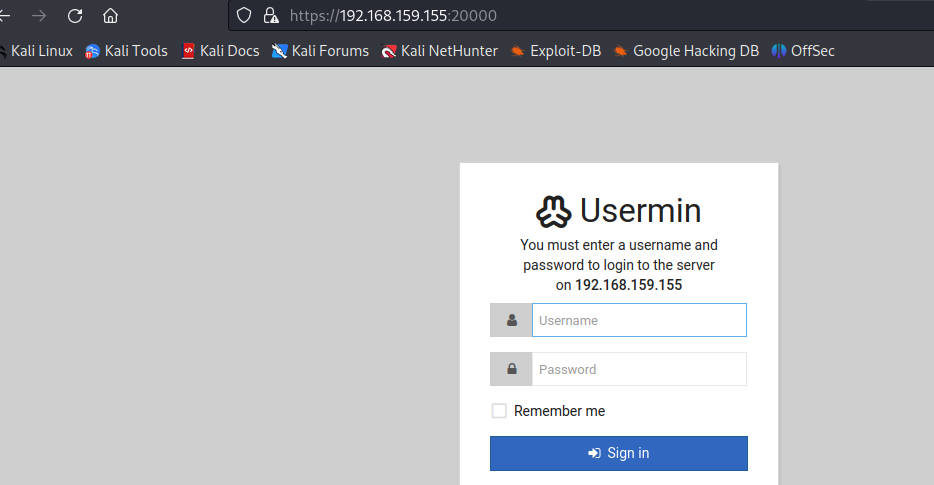 https://192.168.159.155:20000
Kali Linux Kali Tools Kali Docs Kali Forums Kali NetHunter Exploit-DB Google Hacking DB OffSec
Usermin
You must enter a username and
password to login to the server
on 192.168.159.155
Username
Password
Remember me
Sign in